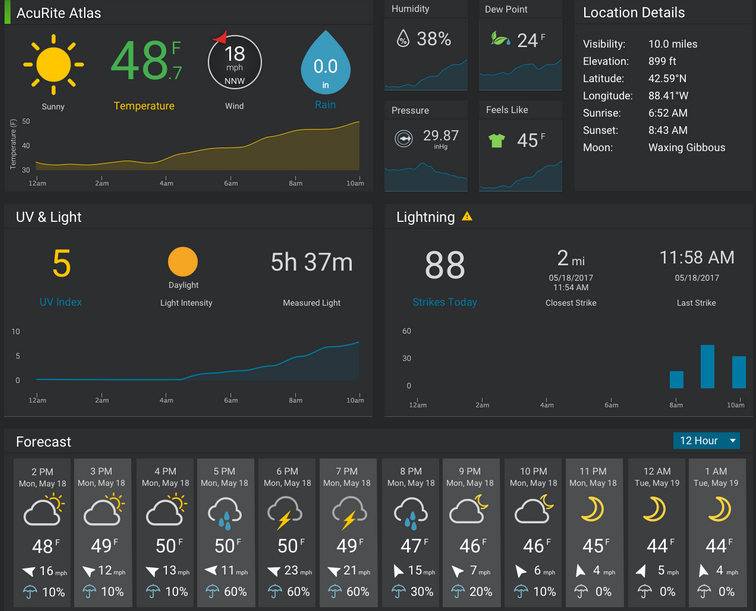 AcuRite Atlas
48 F .7
18
mph
NNW
0.0
in
Sunny
Temperature
Wind
Rain
Temperature (F)
50
40
30
12am 2am 4am 6am 8am 10am
Humidity
38%
Dew Point
24 F
Pressure
29.87
inHg
Feels Like
45 F
Location Details
Visibility: 10.0 miles
Elevation: 899 ft
Latitude: 42.59°N
Longitude: 88.41°W
Sunrise: 6:52 AM
Sunset: 8:43 AM
Moon: Waxing Gibbous
UV & Light
5
UV Index
Daylight
Light Intensity
5h 37m
Measured Light
10
5
0
12am 2am 4am 6am 8am 10am
Lightning
88
Strikes Today
2 mi
05/18/2017
11:54 AM
Closest Strike
11:58 AM
05/18/2017
Last Strike
60
30
0
12am 2am 4am 6am 8am 10am
Forecast
12 Hour
2 PM 3 PM 4 PM 5 PM 6 PM 7 PM 8 PM 9 PM 10 PM 11 PM 12 AM 1 AM
Mon, May 18 Mon, May 18 Mon, May 18 Mon, May 18 Mon, May 18 Mon, May 18 Mon, May 18 Mon, May 18 Mon, May 18 Mon, May 18 Tue, May 19 Tue, May 19
48 F 49 F 50 F 50 F 50 F 49 F 47 F 46 F 46 F 45 F 44 F 44 F
16 mph 12 mph 13 mph 11 mph 23 mph 21 mph 15 mph 7 mph 6 mph 4 mph 5 mph 4 mph
10% 10% 10% 60% 60% 60% 30% 20% 10% 0% 0% 0%